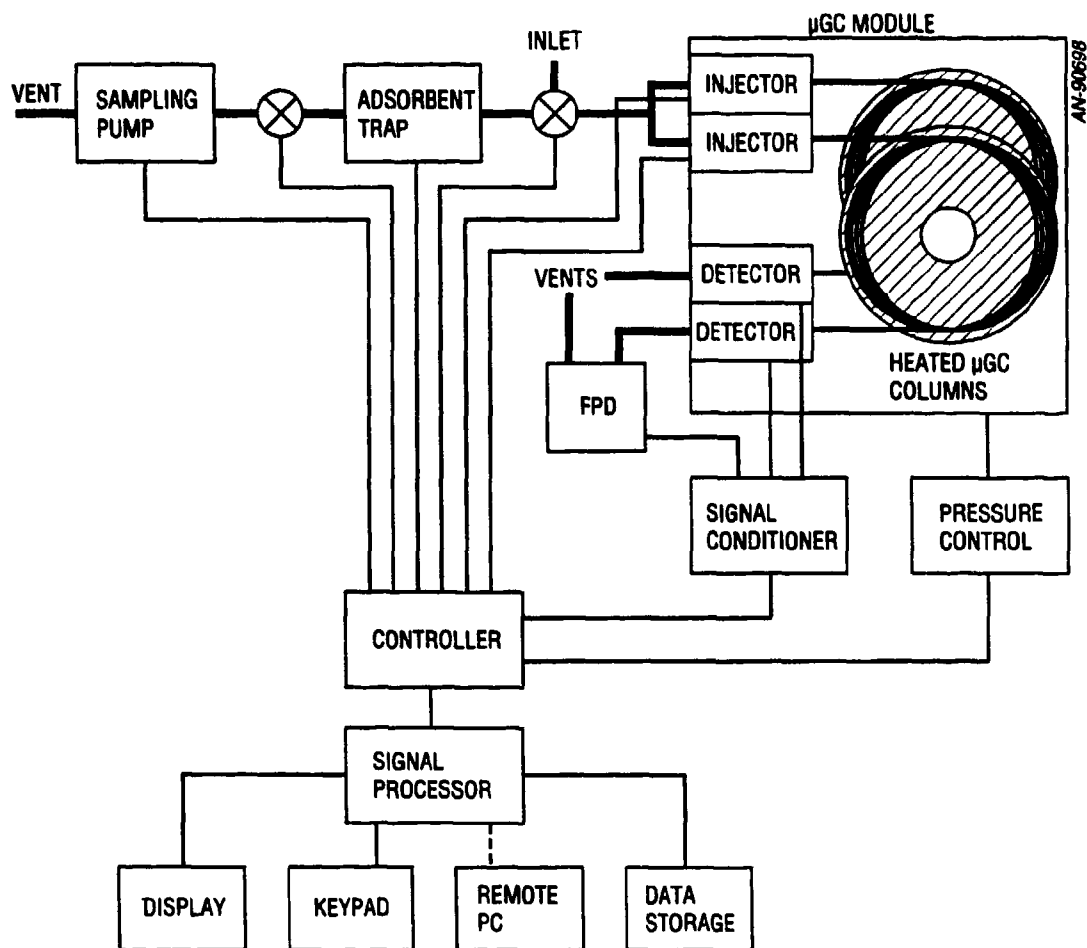 µGC MODULE
AN-90698
INLET
VENT
SAMPLING
PUMP
ADSORBENT
TRAP
INJECTOR
INJECTOR
VENTS
DETECTOR
DETECTOR
HEATED µGC
COLUMNS
FPD
SIGNAL
CONDITIONER
PRESSURE
CONTROL
CONTROLLER
SIGNAL
PROCESSOR
DISPLAY
KEYPAD
REMOTE
PC
DATA
STORAGE